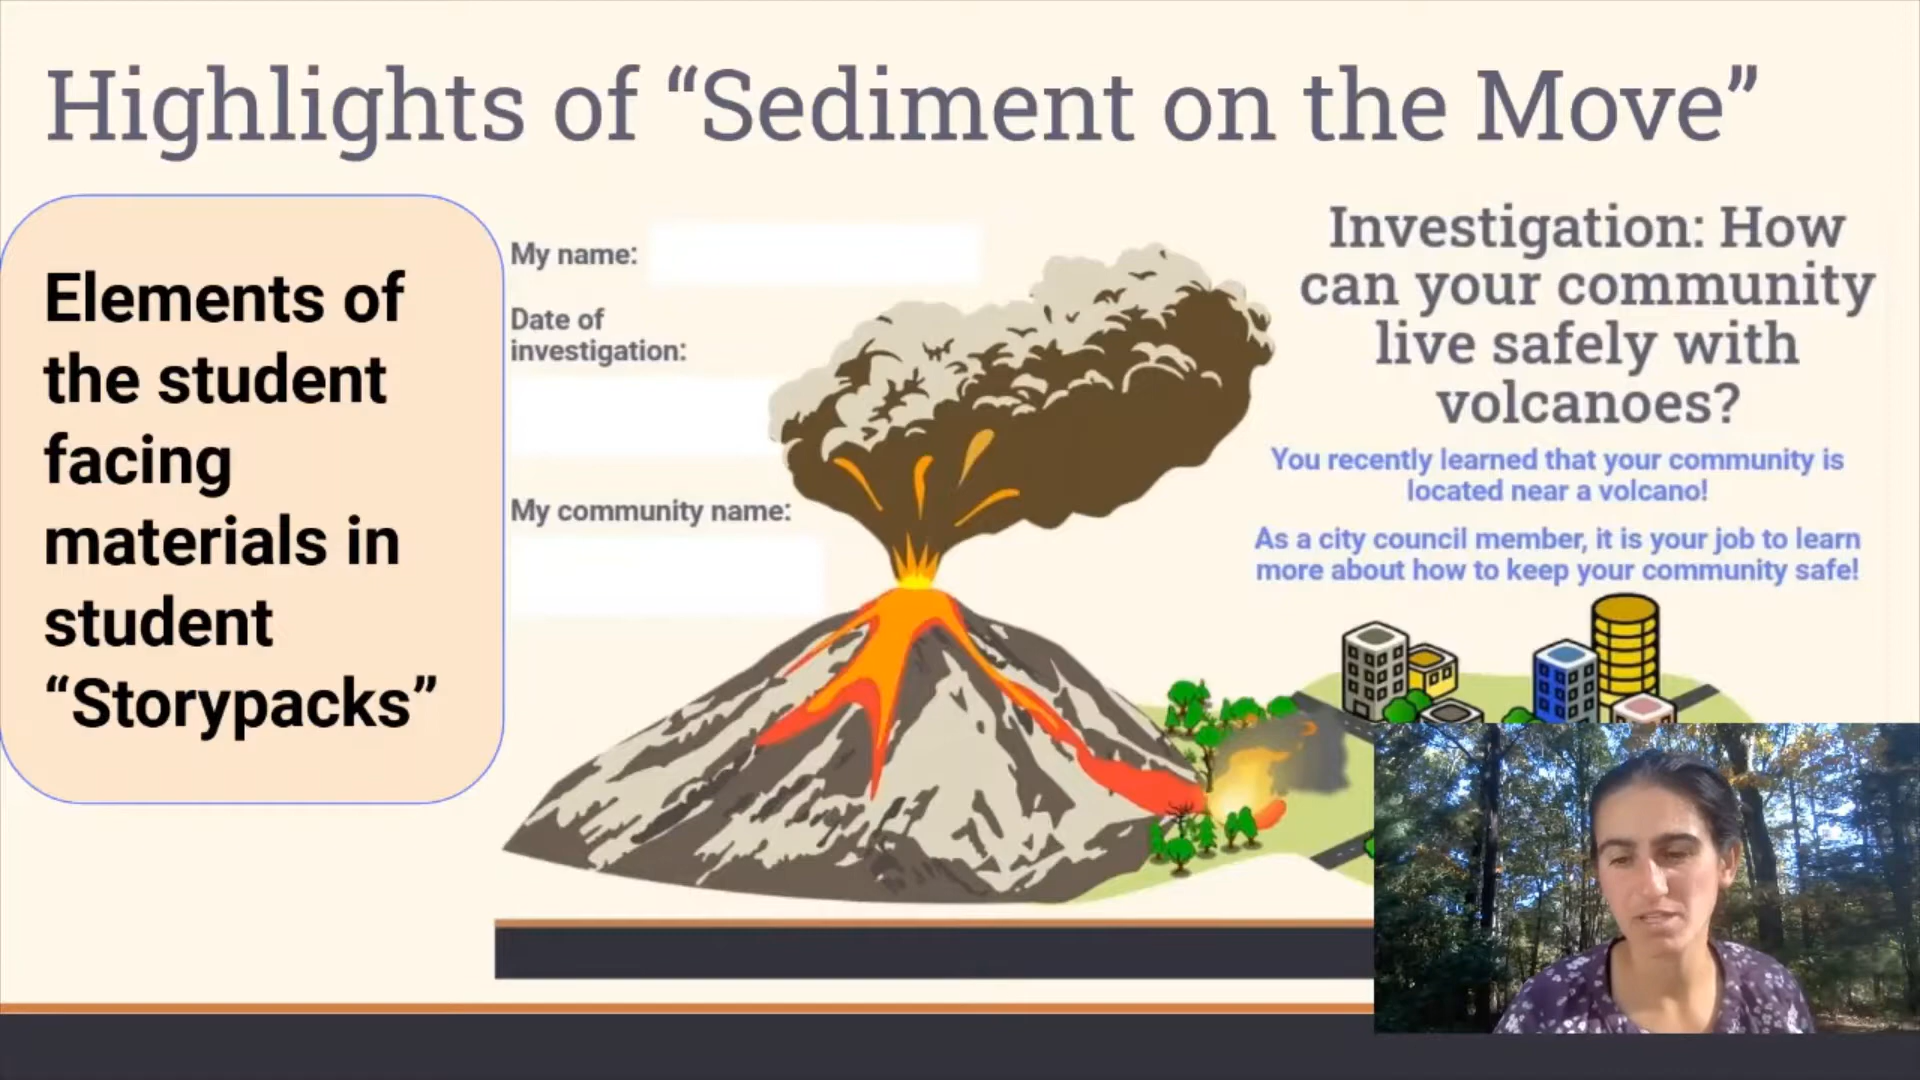 Highlights of “Sediment on the Move”
Elements of
the student
facing
materials in
student
“Storypacks”
My name:
Date of
investigation:
My community name:
Investigation: How
can your community
live safely with
volcanoes?
You recently learned that your community is
located near a volcano!
As a city council member, it is your job to learn
more about how to keep your community safe!